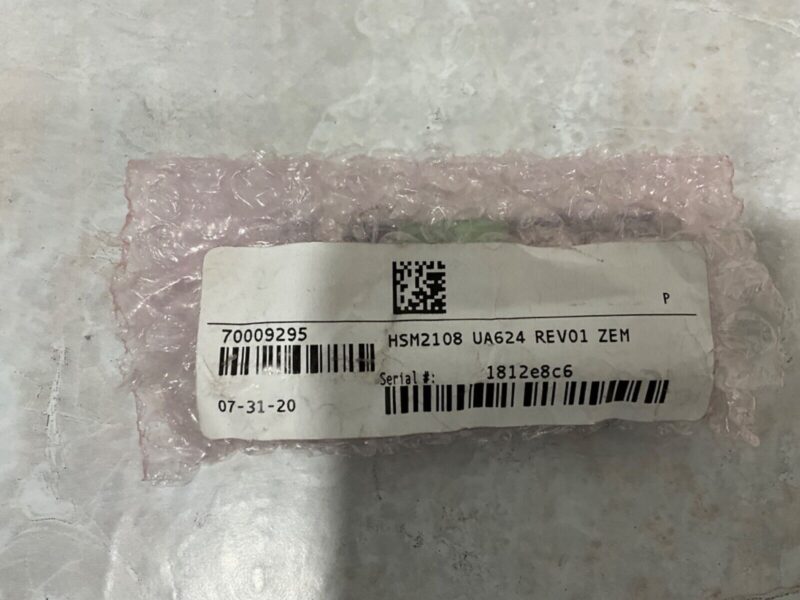 P
70009295
HSM2108 UA624 REV01 ZEM
Serial #: 1812e8c6
07-31-20